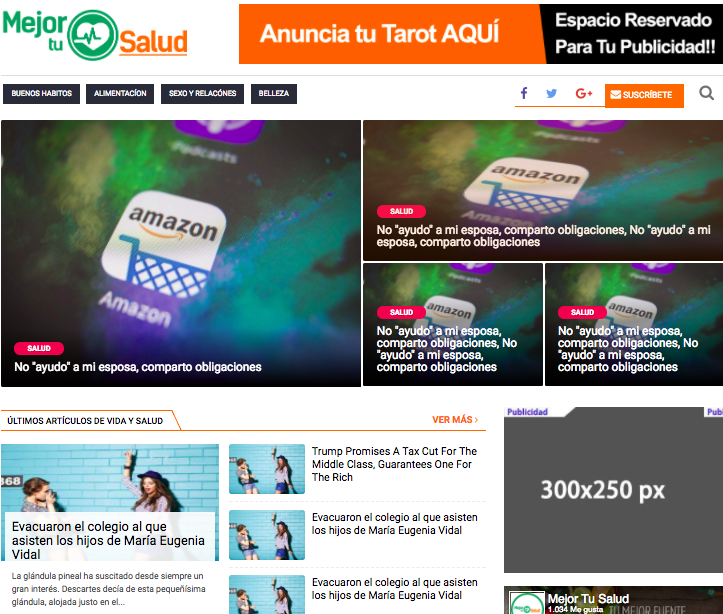 Mejor
tu
Salud
Anuncia tu Tarot AQUÍ
Espacio Reservado
Para Tu Publicidad!!
BUENOS HABITOS
ALIMENTACÍON
SEXO Y RELACÓNES
BELLEZA
f
G+
SUSCRÍBETE
Podcasts
amazon
Amazon
SALUD
No "ayudo" a mi esposa, comparto obligaciones
amazon
SALUD
No "ayudo" a mi esposa, comparto obligaciones, No "ayudo" a mi
esposa, comparto obligaciones
amazon
SALUD
No "ayudo" a mi esposa,
comparto obligaciones, No
"ayudo" a mi esposa,
comparto obligaciones
amazon
SALUD
No "ayudo" a mi esposa,
comparto obligaciones, No
"ayudo" a mi esposa,
comparto obligaciones
ÚLTIMOS ARTÍCULOS DE VIDA Y SALUD
VER MÁS ›
368
Evacuaron el colegio al que
asisten los hijos de María Eugenia
Vidal
La glándula pineal ha suscitado desde siempre un
gran interés. Descartes decía de esta pequeñísima
glándula, alojada justo en el...
Trump Promises A Tax Cut For The
Middle Class, Guarantees One For
The Rich
Evacuaron el colegio al que asisten
los hijos de María Eugenia Vidal
Evacuaron el colegio al que asisten
los hijos de María Eugenia Vidal
Publicidad
Publ
300x250 px
Mejor Tu Salud
1.034 Me gusta
TU MEJOR FUENTE